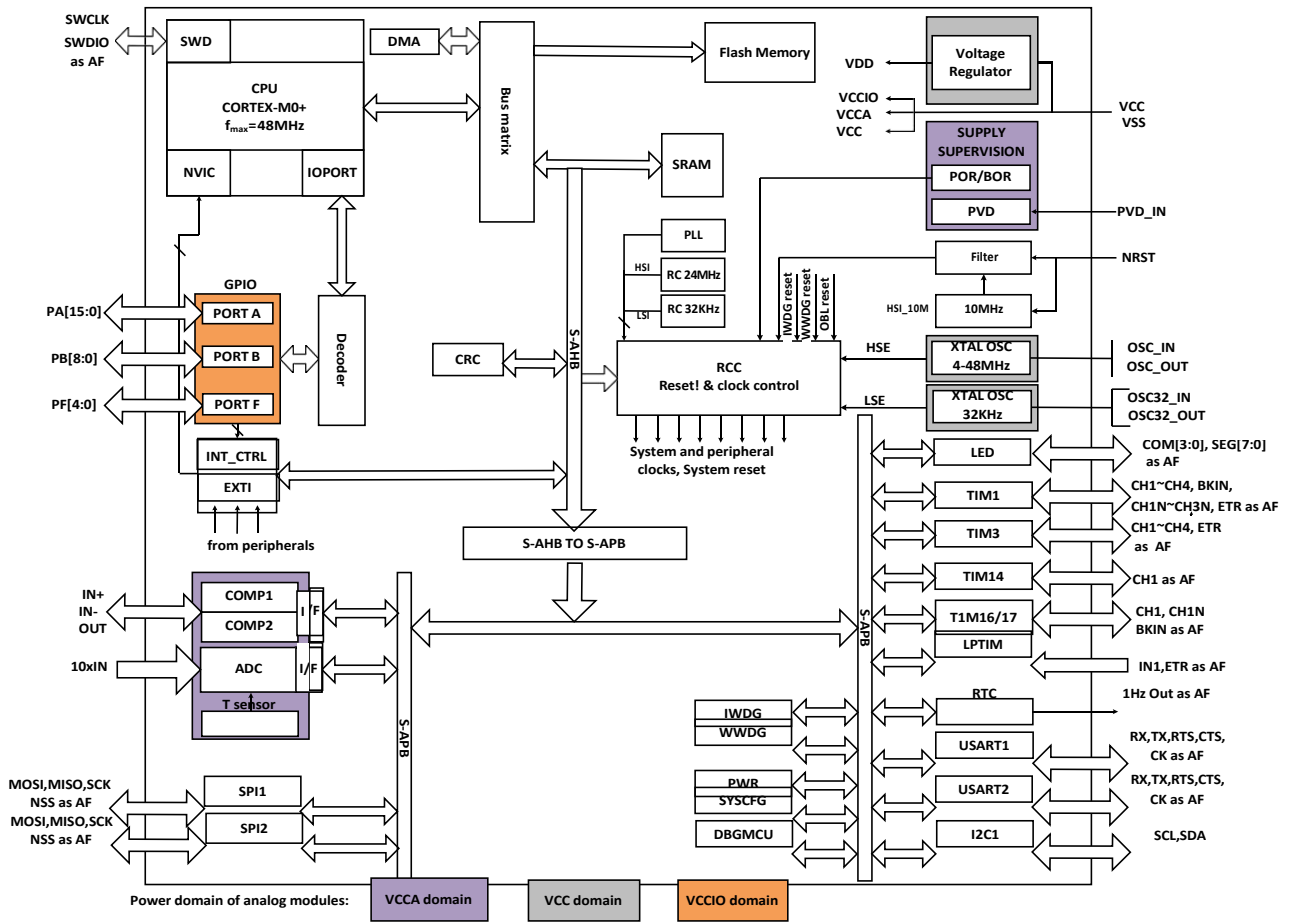 SWCLK
SWDIO
as AF
SWD
CPU
CORTEX-M0+
fmax=48MHz
NVIC
IOPORT
DMA
Bus matrix
Flash Memory
SRAM
VDD
VCCIO
VCCA
VCC
Voltage
Regulator
VCC
VSS
SUPPLY
SUPERVISION
POR/BOR
PVD
PVD_IN
Filter
NRST
HSI_10M
10MHz
PLL
HSI
RC 24MHz
LSI
RC 32KHz
IWDG reset
WWDG reset
OBL reset
GPIO
PA[15:0]
PORT A
PB[8:0]
PORT B
PF[4:0]
PORT F
Decoder
CRC
S-AHB
RCC
Reset! & clock control
HSE
XTAL OSC
4-48MHz
OSC_IN
OSC_OUT
LSE
XTAL OSC
32KHz
OSC32_IN
OSC32_OUT
System and peripheral
clocks, System reset
INT_CTRL
EXTI
from peripherals
S-AHB TO S-APB
IN+
IN-
OUT
COMP1
COMP2
I/F
10xIN
ADC
I/F
T sensor
S-APB
MOSI,MISO,SCK
NSS as AF
SPI1
MOSI,MISO,SCK
NSS as AF
SPI2
S-APB
LED
COM[3:0], SEG[7:0]
as AF
TIM1
CH1~CH4, BKIN,
CH1N~CH3N, ETR as AF
TIM3
CH1~CH4, ETR
as AF
TIM14
CH1 as AF
T1M16/17
CH1, CH1N
BKIN as AF
LPTIM
IN1,ETR as AF
RTC
1Hz Out as AF
IWDG
WWDG
USART1
RX,TX,RTS,CTS,
CK as AF
PWR
SYSCFG
USART2
RX,TX,RTS,CTS,
CK as AF
DBGMCU
I2C1
SCL,SDA
Power domain of analog modules:
VCCA domain
VCC domain
VCCIO domain